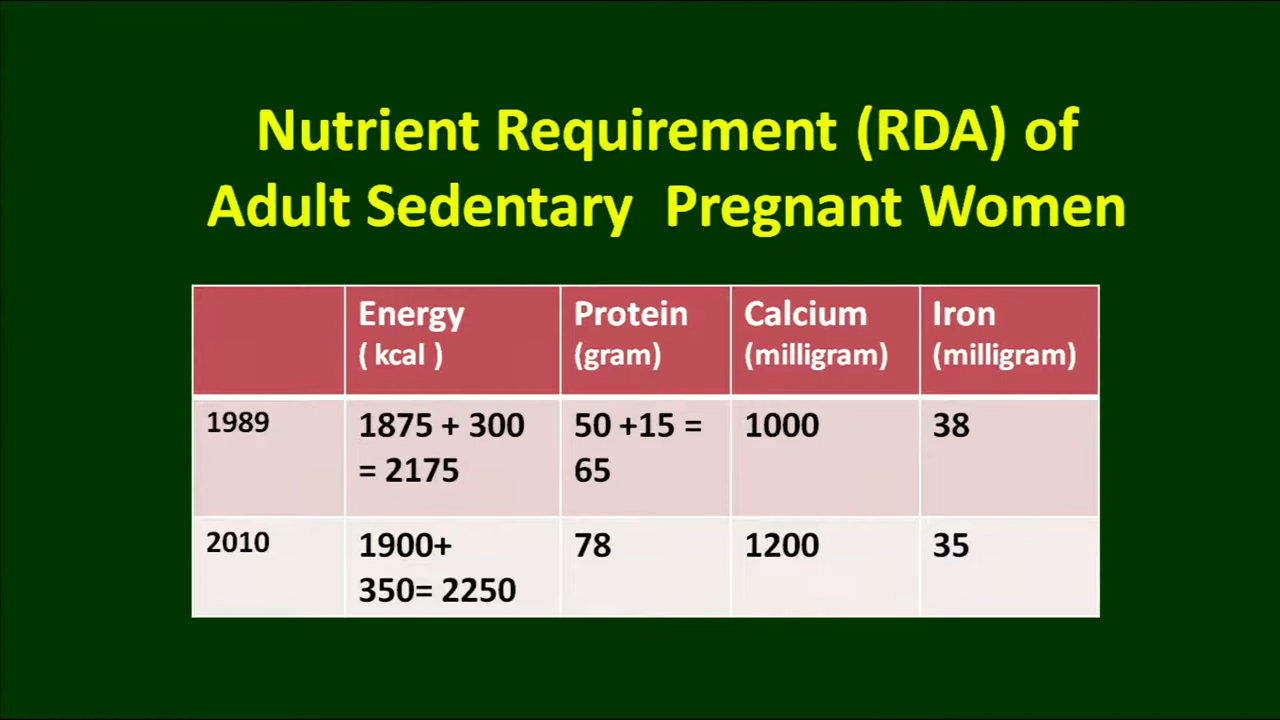 Nutrient Requirement (RDA) of
Adult Sedentary Pregnant Women
Energy Protein Calcium Iron
( kcal ) (gram) (milligram) (milligram)
1989 1875 + 300 50 +15 = 1000 38
= 2175 65
2010 1900+ 78 1200 35
350= 2250